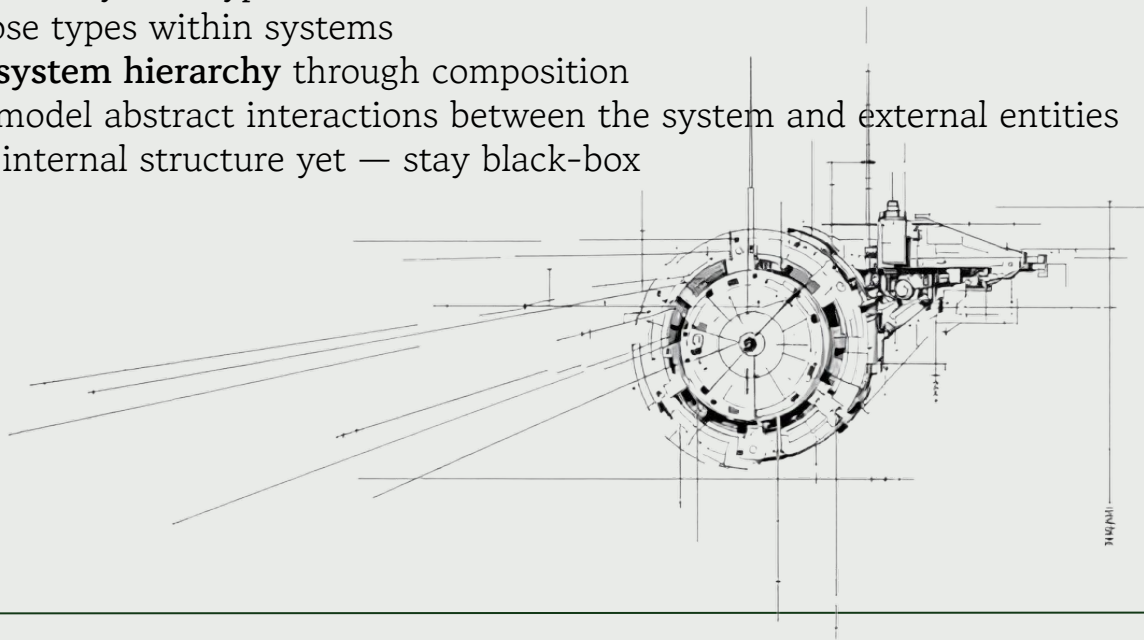 ose types within systems
system hierarchy through composition
model abstract interactions between the system and external entities
internal structure yet — stay black-box